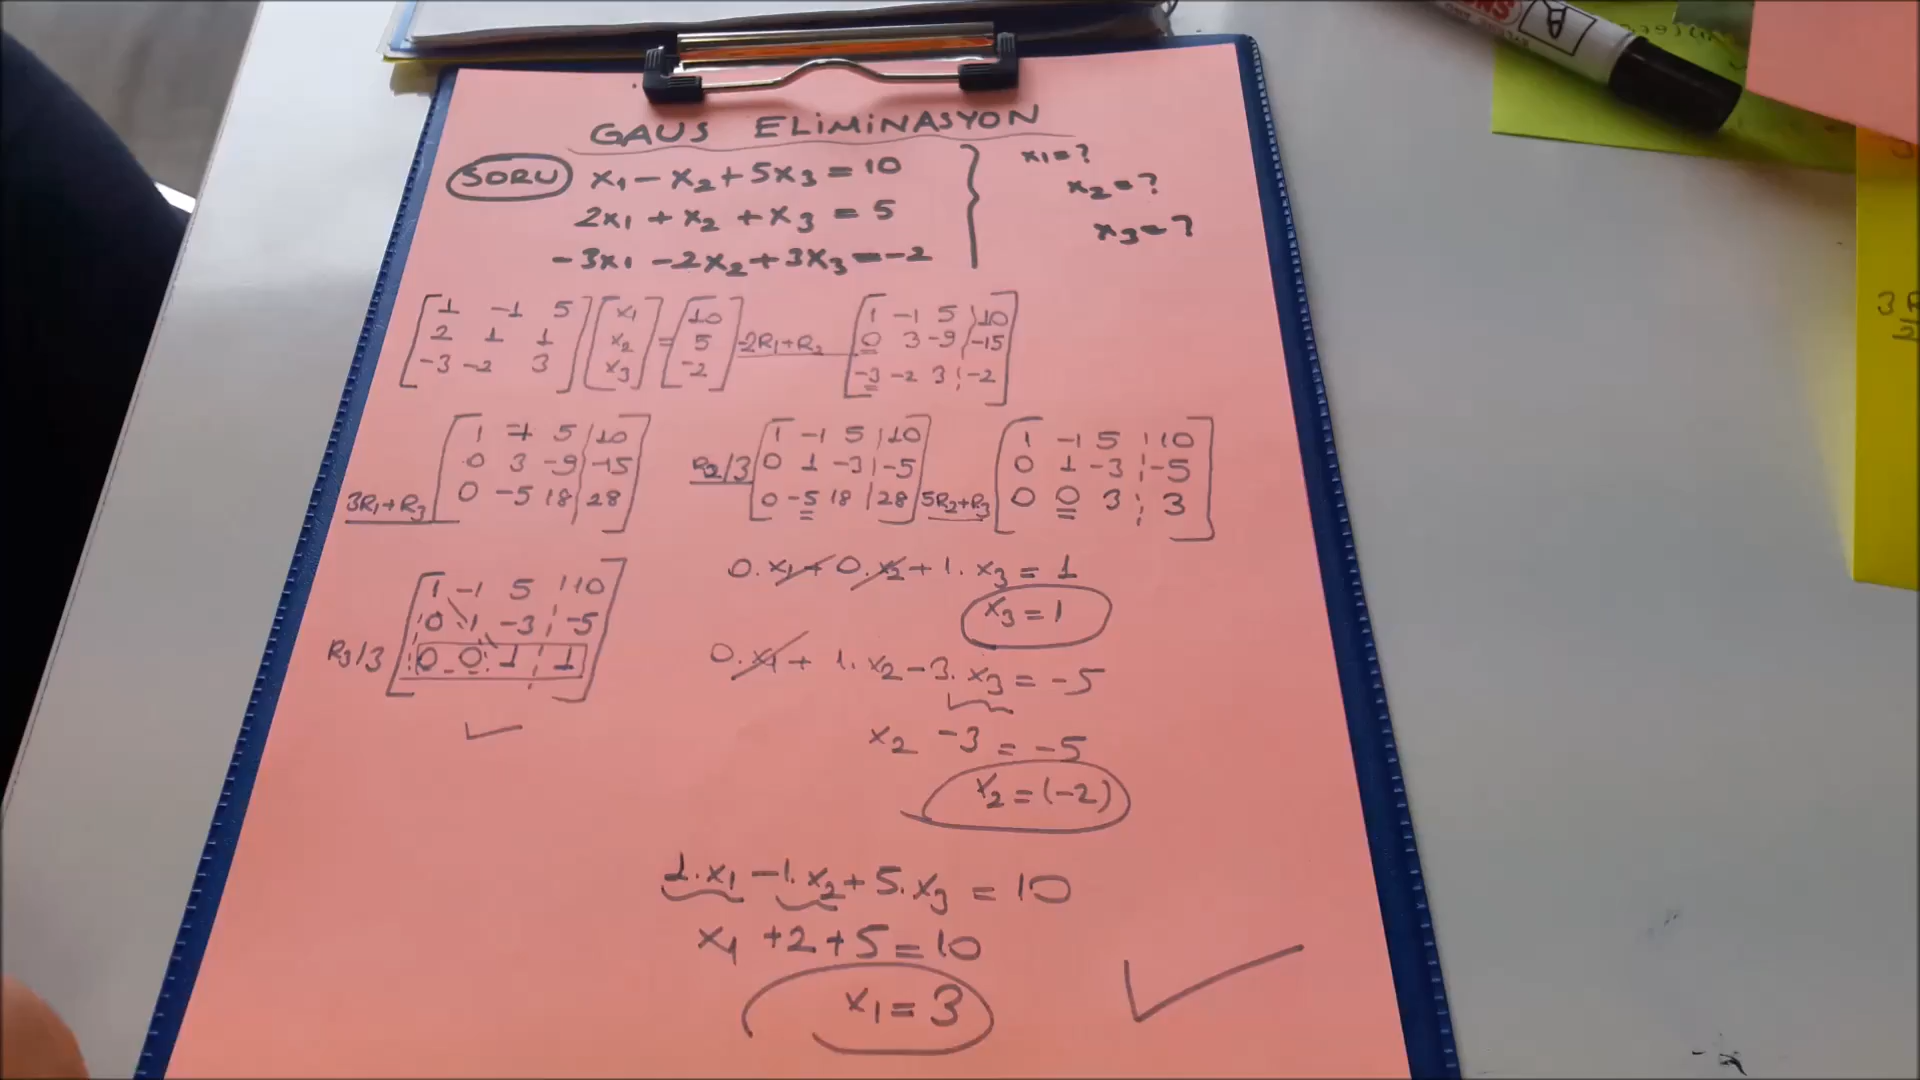 GAUS ELİMİNASYON
SORU x₁ - x₂ + 5x₃ = 10
2x₁ + x₂ + x₃ = 5
-3x₁ - 2x₂ + 3x₃ = -2
x₁ = ?
x₂ = ?
x₃ = ?
1 -1 5 x₁ = 10
2 1 1 x₂ 5
-3 -2 3 x₃ -2
-2R₁+R₂
1 -1 5 10
0 3 -9 -15
-3 -2 3 -2
3R₁+R₃
1 -1 5 10
0 3 -9 -15
0 -5 18 28
R₂/3
1 -1 5 10
0 1 -3 -5
0 -5 18 28
5R₂+R₃
1 -1 5 10
0 1 -3 -5
0 0 3 3
R₃/3
1 -1 5 10
0 1 -3 -5
0 0 1 1
0.x₁ + 0.x₂ + 1.x₃ = 1
x₃ = 1
0.x₁ + 1.x₂ - 3.x₃ = -5
x₂ - 3 = -5
x₂ = (-2)
1.x₁ - 1.x₂ + 5.x₃ = 10
x₁ + 2 + 5 = 10
x₁ = 3